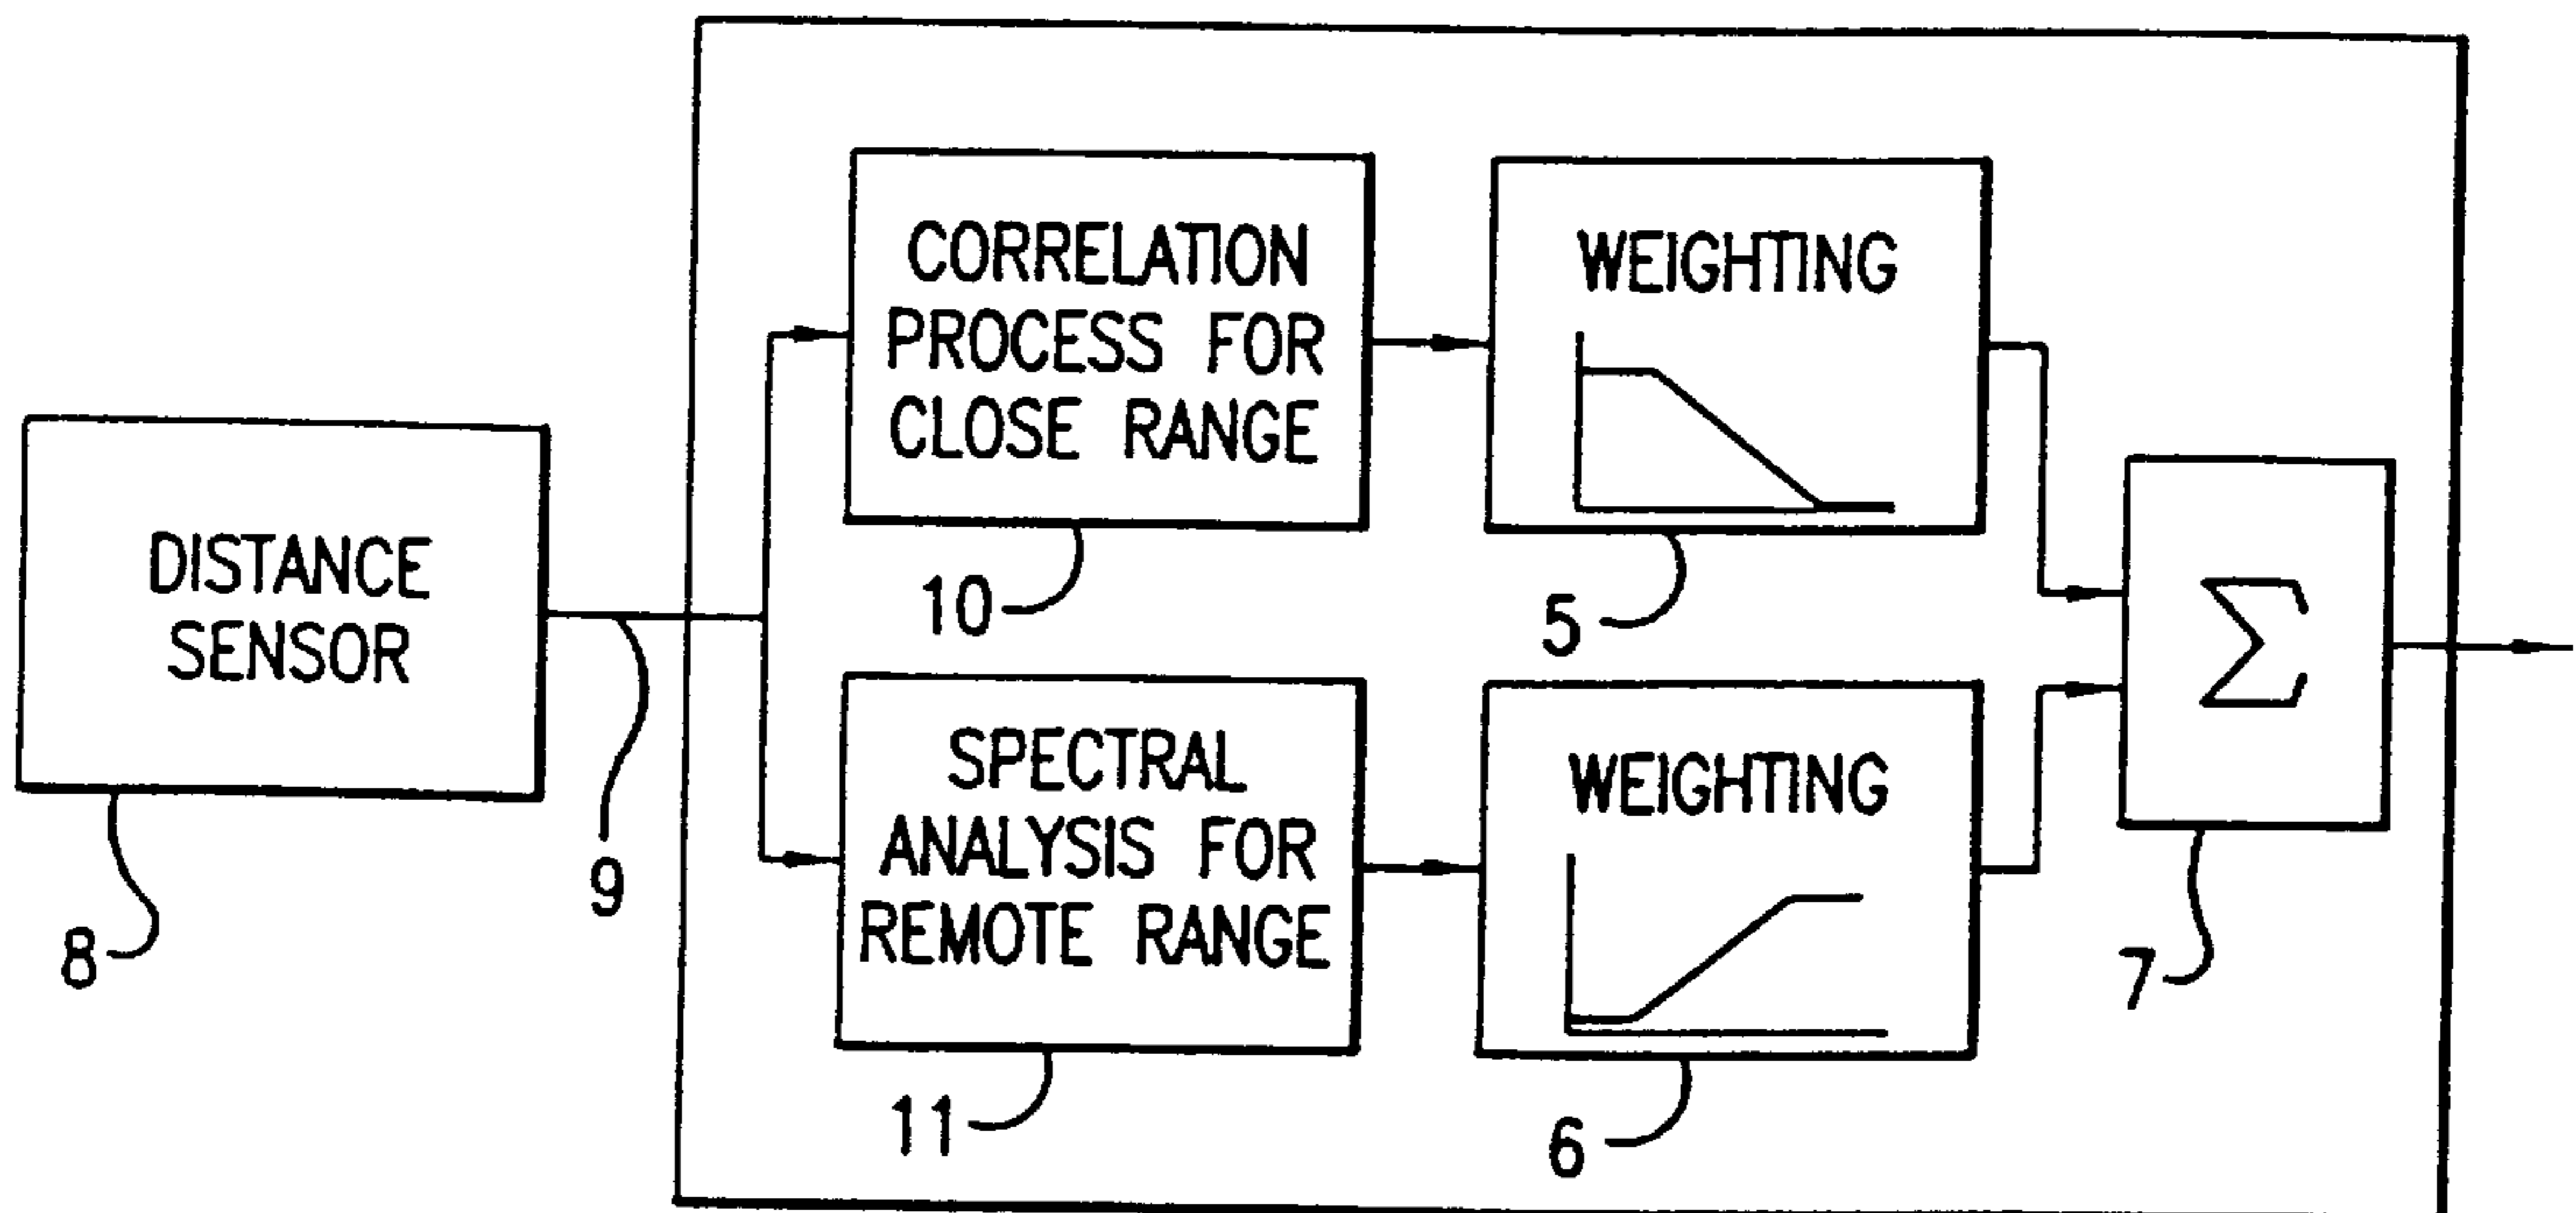 DISTANCE
SENSOR
8
9
CORRELATION
PROCESS FOR
CLOSE RANGE
10
WEIGHTING
5
SPECTRAL
ANALYSIS FOR
REMOTE RANGE
11
WEIGHTING
6
Σ
7